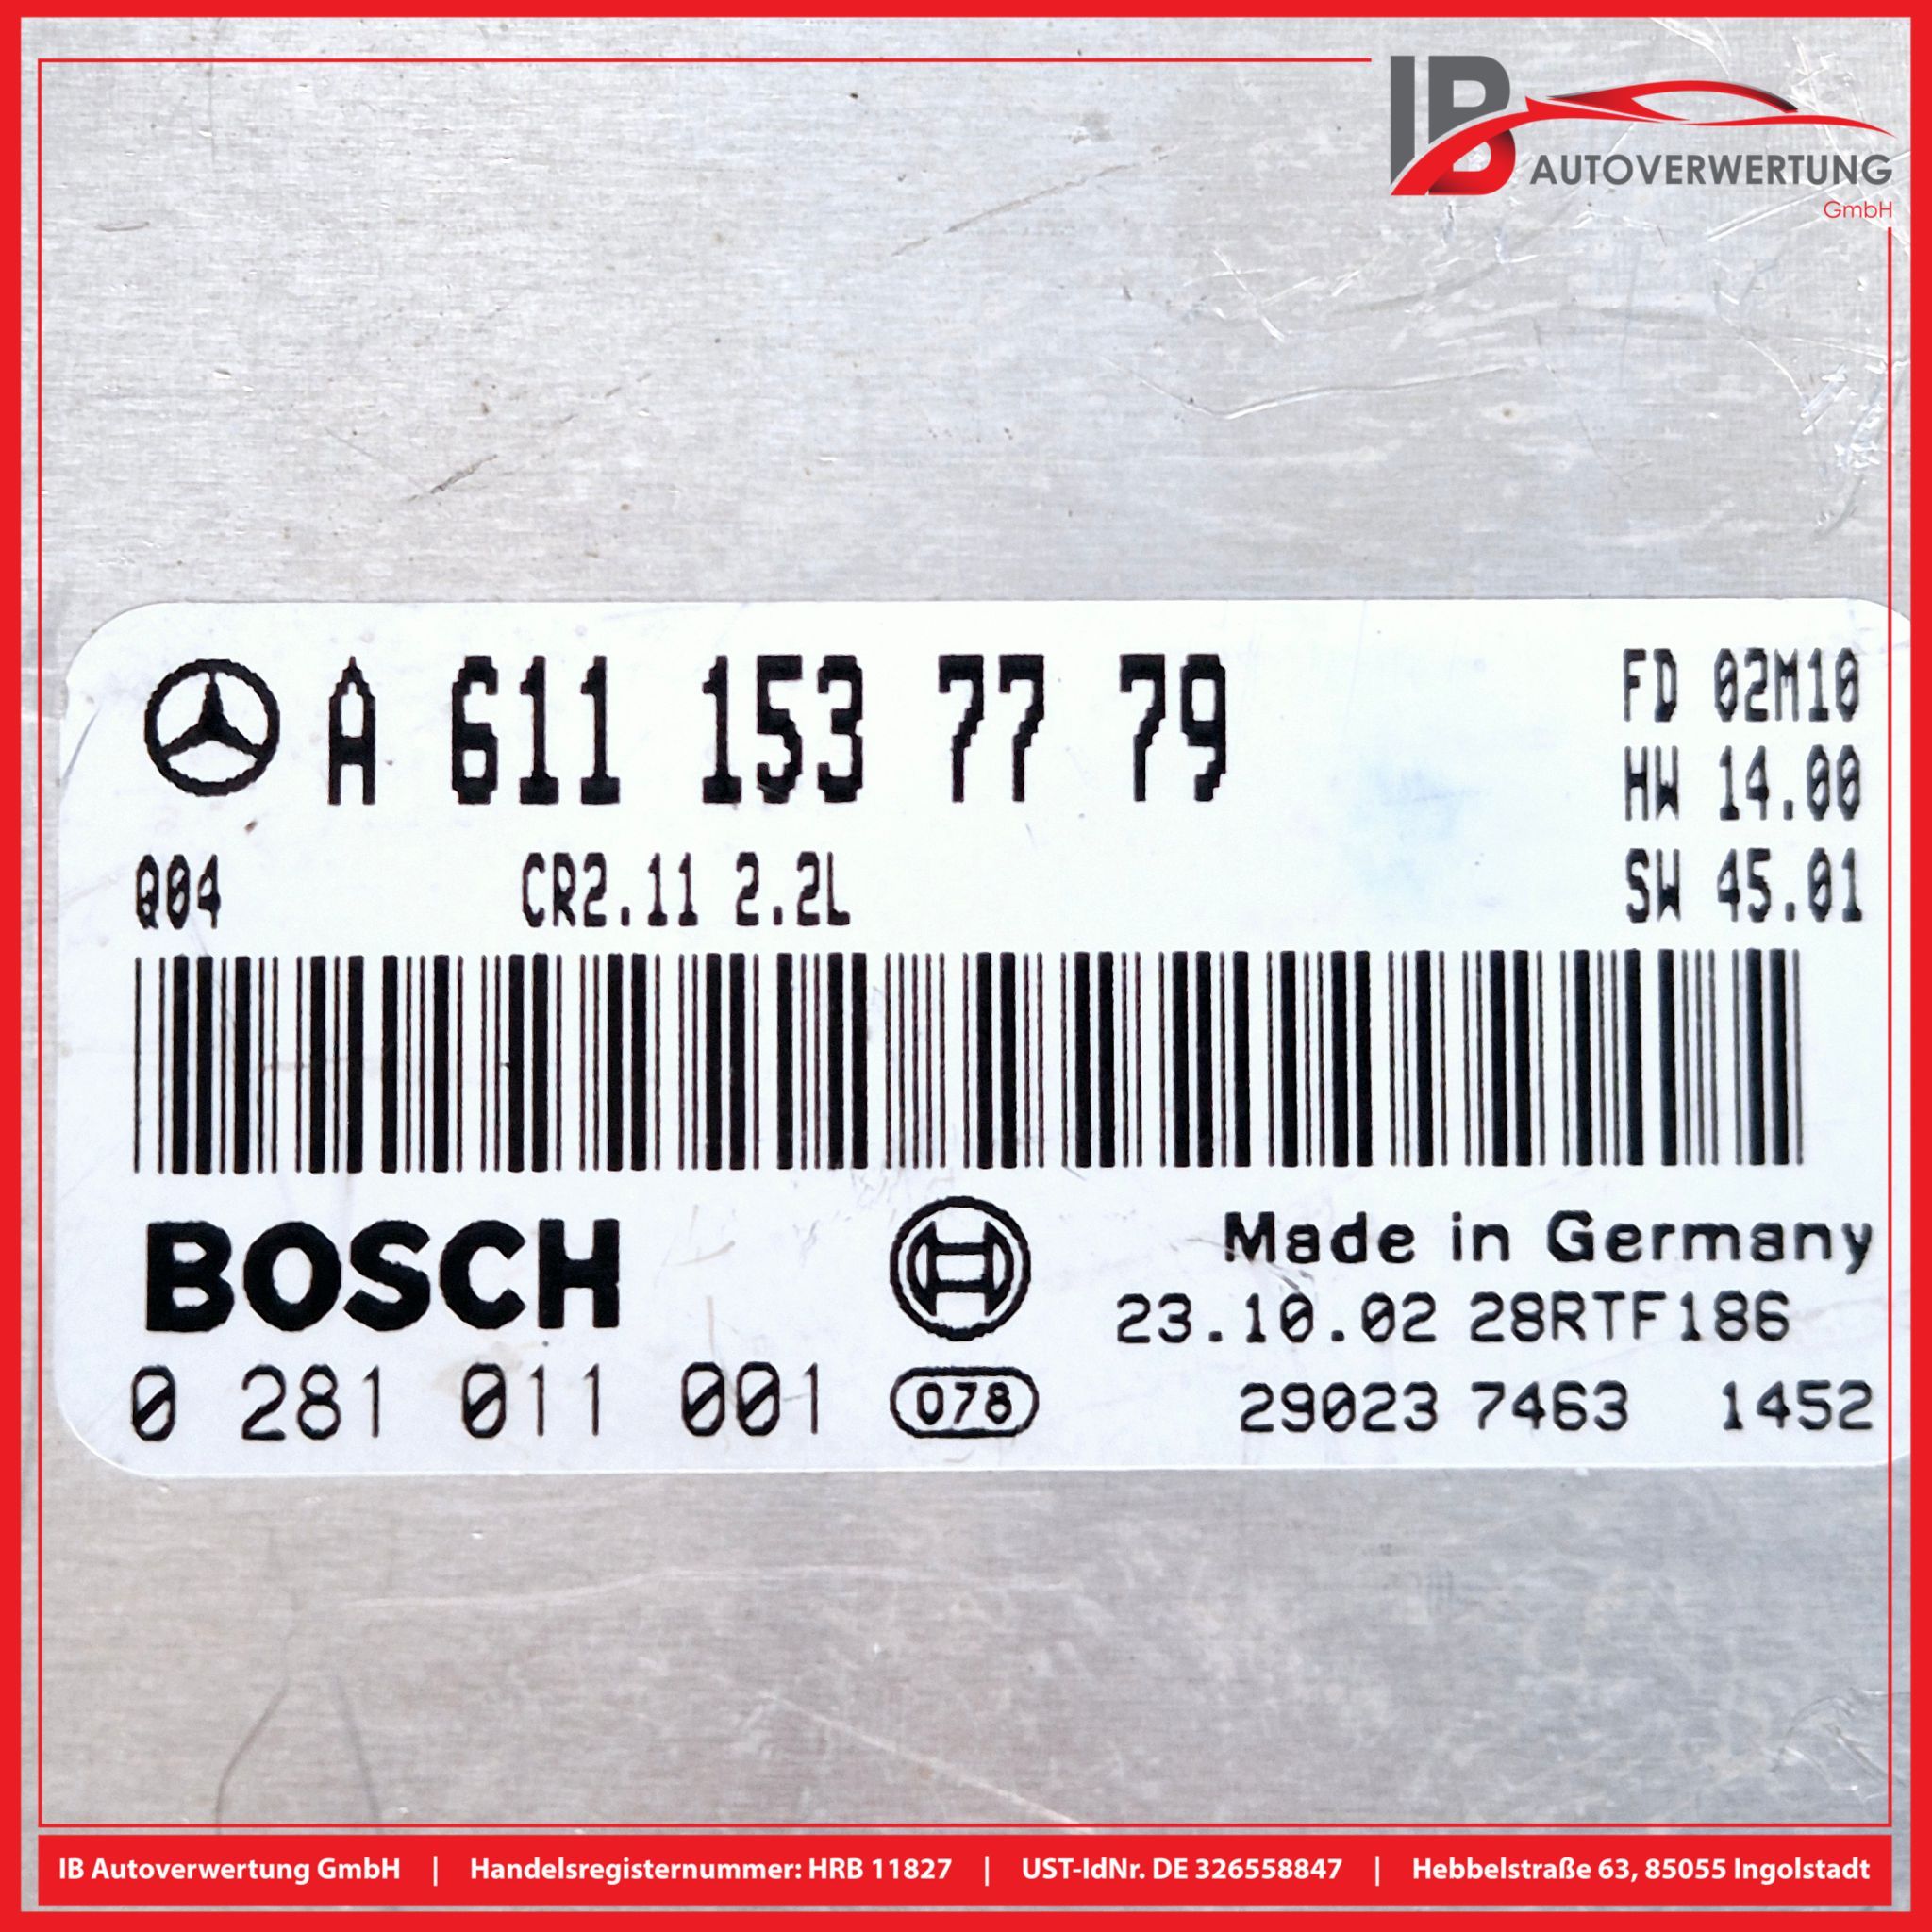 IB AUTOVERWERTUNG
GmbH
A 611 153 77 79
FD 02M10
HW 14.00
Q04 CR2.11 2.2L
SW 45.01
BOSCH
Made in Germany
23.10.02 28RTF186
0 281 011 001 078 29023 7463 1452
IB Autoverwertung GmbH | Handelsregisternummer: HRB 11827 | UST-IdNr. DE 326558847 | Hebbelstraße 63, 85055 Ingolstadt